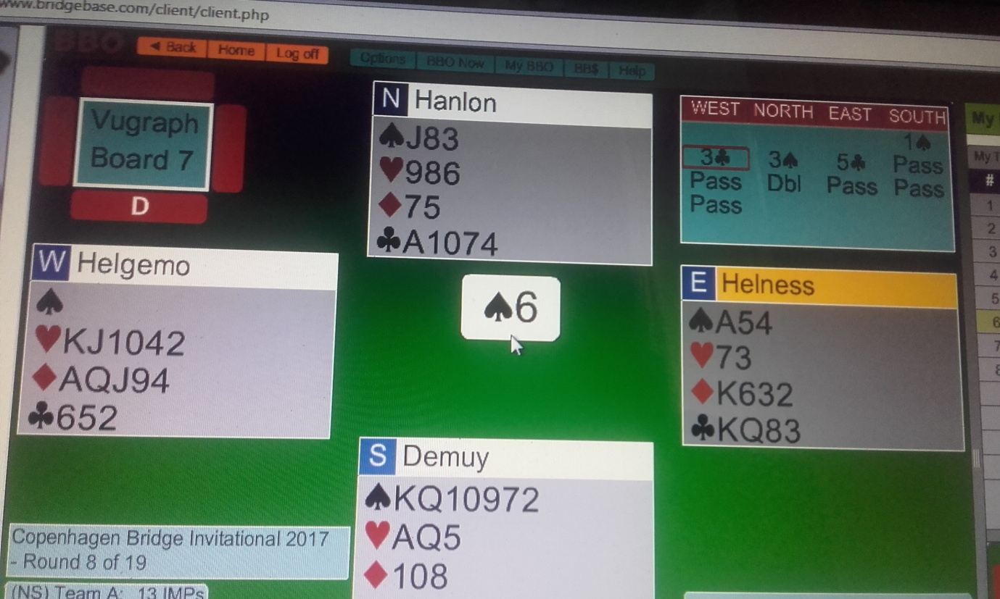 www.bridgebase.com/client/client.php
BBO
◄ Back Home Log off Options BBO Now My BBO BB$ Help
Vugraph
Board 7
D
N Hanlon
♠J83
♥986
♦75
♣A1074
WEST NORTH EAST SOUTH
1♠
3♣ 3♠ 5♣ Pass
Pass Dbl Pass Pass
Pass
My
My T
#
1
2
3
4
5
6
7
8
W Helgemo
♠
♥KJ1042
♦AQJ94
♣652
♠6
E Helness
♠A54
♥73
♦K632
♣KQ83
S Demuy
♠KQ10972
♥AQ5
♦108
Copenhagen Bridge Invitational 2017
- Round 8 of 19
(NS) Team A: 13 IMPs